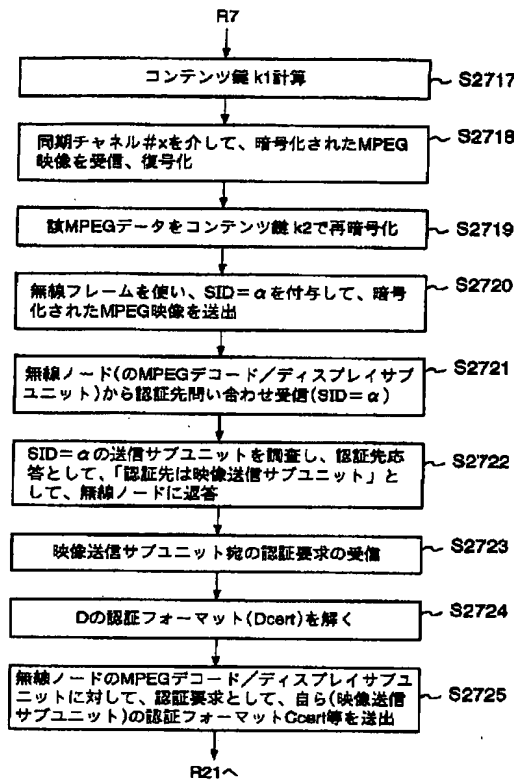 R7
コンテンツ鍵 k1計算
S2717
同期チャネル#xを介して、暗号化されたMPEG
映像を受信、復号化
S2718
該MPEGデータをコンテンツ鍵 k2で再暗号化
S2719
無線フレームを使い、SID=αを付与して、暗号
化されたMPEG映像を送出
S2720
無線ノード(のMPEGデコード/ディスプレイサブ
ユニット)から認証先問い合わせ受信(SID=α)
S2721
SID=αの送信サブユニットを調査し、認証先応
答として、「認証先は映像送信サブユニット」と
して、無線ノードに返答
S2722
映像送信サブユニット宛の認証要求の受信
S2723
Dの認証フォーマット(Dcert)を解く
S2724
無線ノードのMPEGデコード/ディスプレイサブユ
ニットに対して、認証要求として、自ら(映像送信
サブユニット)の認証フォーマットCcert等を送出
S2725
R21へ